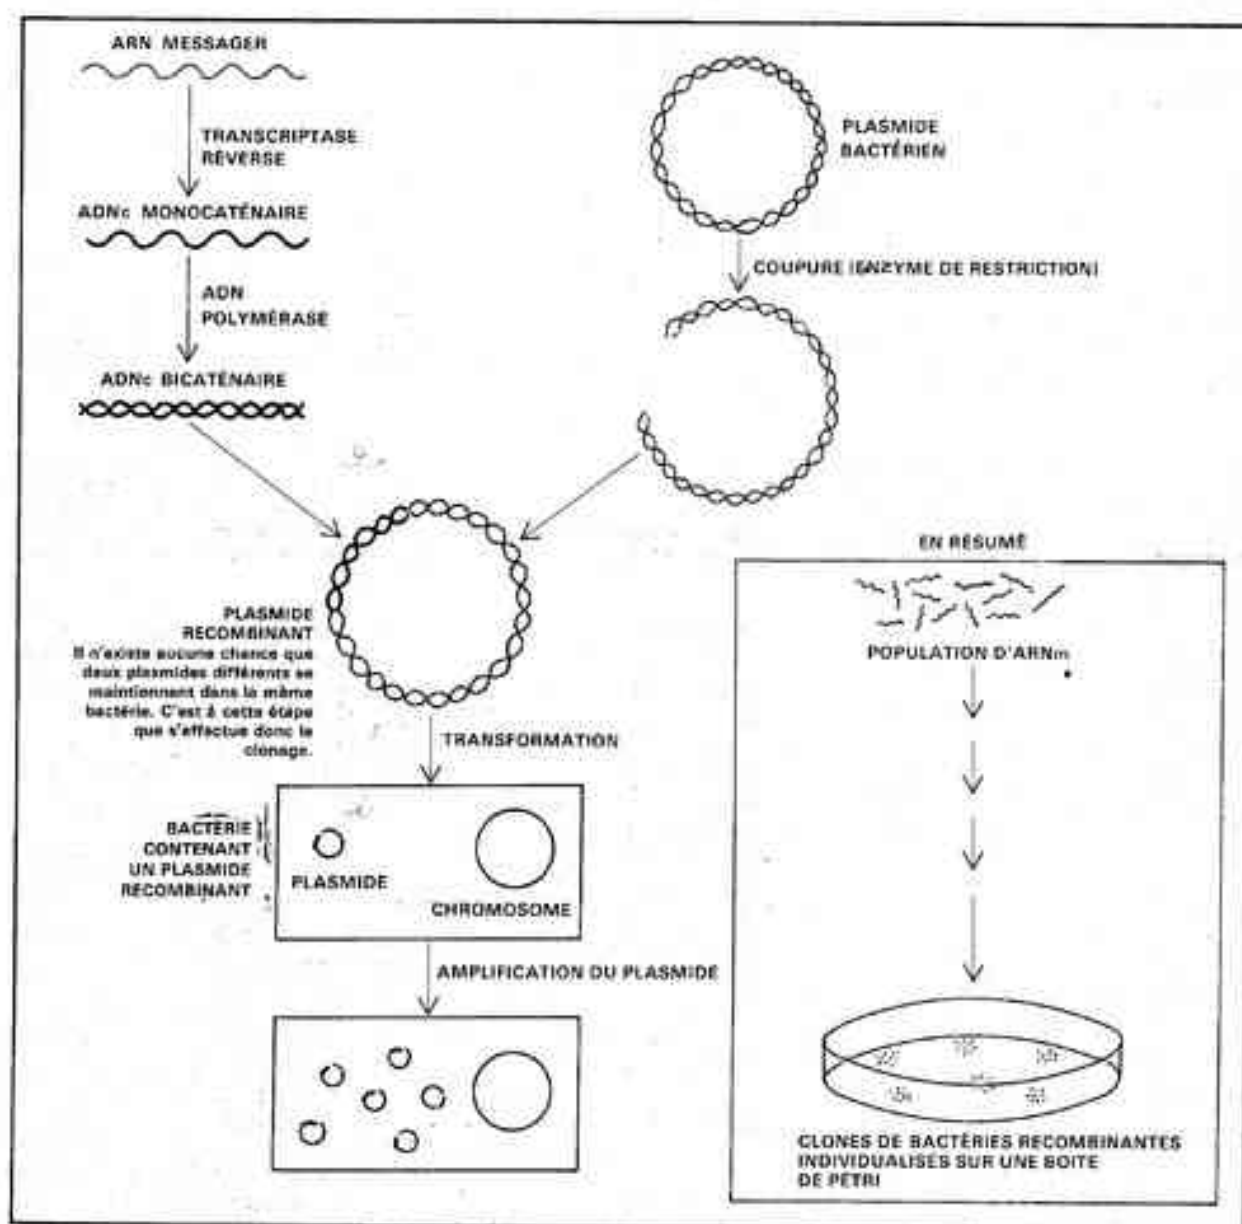 ARN MESSAGER
TRANSCRIPTASE
RÉVERSE
ADNc MONOCATÉNAIRE
ADN
POLYMÉRASE
ADNc BICATÉNAIRE
PLASMIDE
BACTÉRIEN
COUPURE (ENZYME DE RESTRICTION)
PLASMIDE
RECOMBINANT
Il n'existe aucune chance que
deux plasmides différents se
maintiennent dans la même
bactérie. C'est à cette étape
que s'effectue donc le
clonage.
TRANSFORMATION
BACTÉRIE
CONTENANT
UN PLASMIDE
RECOMBINANT
PLASMIDE
CHROMOSOME
AMPLIFICATION DU PLASMIDE
EN RÉSUMÉ
POPULATION D'ARNm
CLONES DE BACTÉRIES RECOMBINANTES
INDIVIDUALISÉS SUR UNE BOITE
DE PÉTRI